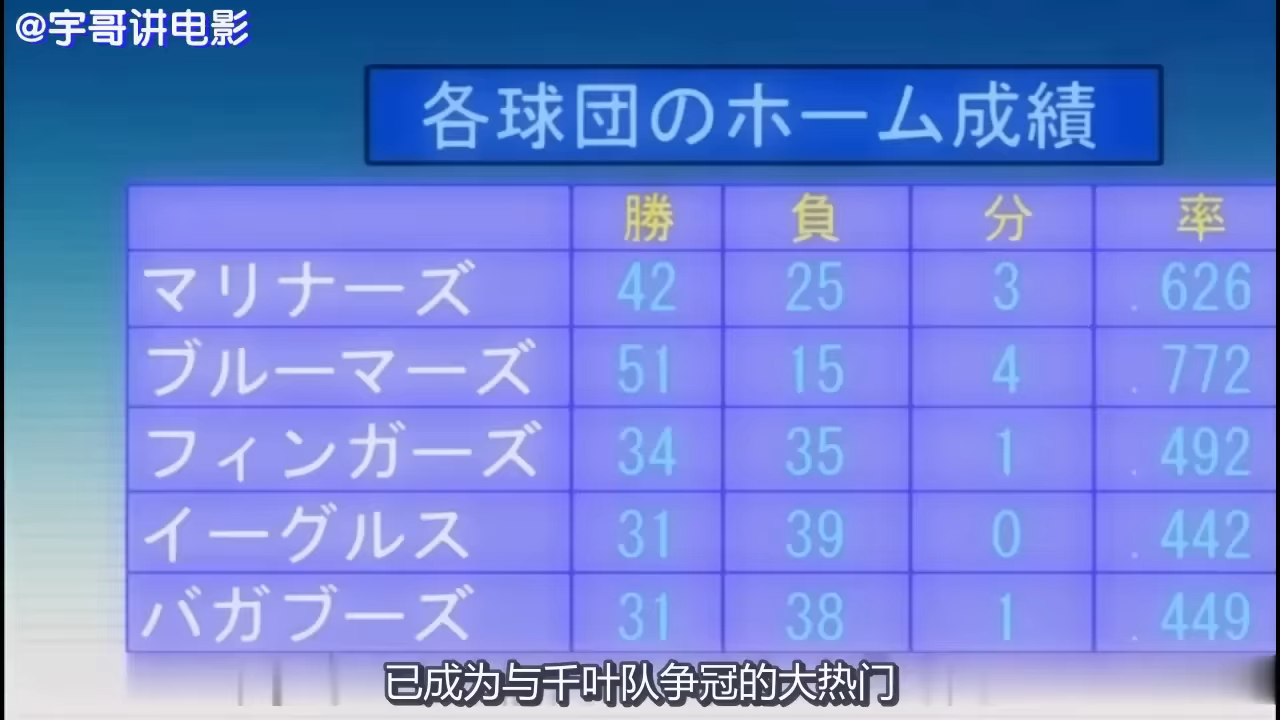 @宇哥讲电影
各球団のホーム成績
勝 負 分 率
マリナーズ 42 25 3 .626
ブルーマーズ 51 15 4 .772
フィンガーズ 34 35 1 .492
イーグルス 31 39 0 .442
バガブーズ 31 38 1 .449
已成为与千叶队争冠的大热门